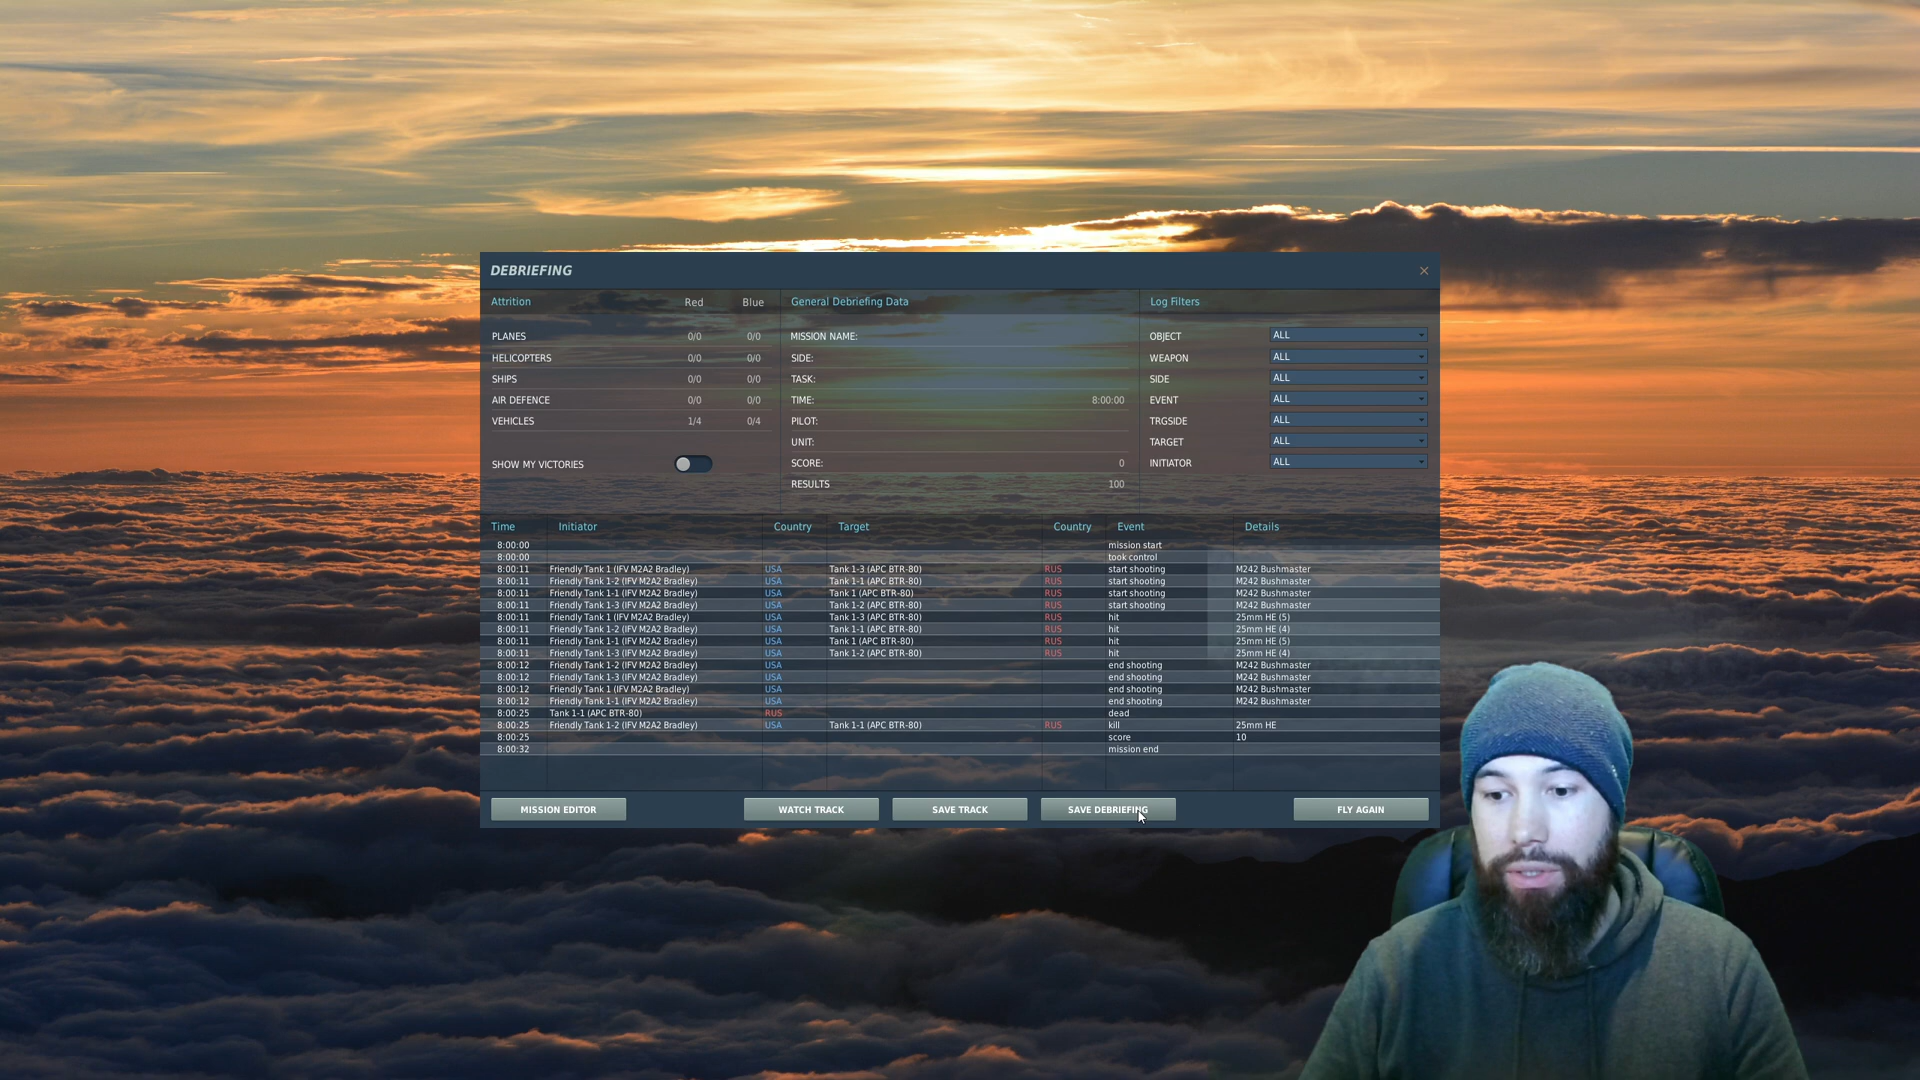 DEBRIEFING
Attrition Red Blue General Debriefing Data Log Filters
PLANES 0/0 0/0 MISSION NAME: OBJECT ALL
HELICOPTERS 0/0 0/0 SIDE: WEAPON ALL
SHIPS 0/0 0/0 TASK: SIDE ALL
AIR DEFENCE 0/0 0/0 TIME: 8:00:00 EVENT ALL
VEHICLES 1/4 0/4 PILOT: TRGSIDE ALL
UNIT: TARGET ALL
SHOW MY VICTORIES SCORE: 0 INITIATOR ALL
RESULTS 100
Time Initiator Country Target Country Event Details
8:00:00 mission start
8:00:00 took control
8:00:11 Friendly Tank 1 (IFV M2A2 Bradley) USA Tank 1-3 (APC BTR-80) RUS start shooting M242 Bushmaster
8:00:11 Friendly Tank 1-2 (IFV M2A2 Bradley) USA Tank 1-1 (APC BTR-80) RUS start shooting M242 Bushmaster
8:00:11 Friendly Tank 1-1 (IFV M2A2 Bradley) USA Tank 1 (APC BTR-80) RUS start shooting M242 Bushmaster
8:00:11 Friendly Tank 1-3 (IFV M2A2 Bradley) USA Tank 1-2 (APC BTR-80) RUS start shooting M242 Bushmaster
8:00:11 Friendly Tank 1 (IFV M2A2 Bradley) USA Tank 1-3 (APC BTR-80) RUS hit 25mm HE (5)
8:00:11 Friendly Tank 1-2 (IFV M2A2 Bradley) USA Tank 1-1 (APC BTR-80) RUS hit 25mm HE (4)
8:00:11 Friendly Tank 1-1 (IFV M2A2 Bradley) USA Tank 1 (APC BTR-80) RUS hit 25mm HE (5)
8:00:11 Friendly Tank 1-3 (IFV M2A2 Bradley) USA Tank 1-2 (APC BTR-80) RUS hit 25mm HE (4)
8:00:12 Friendly Tank 1-2 (IFV M2A2 Bradley) USA end shooting M242 Bushmaster
8:00:12 Friendly Tank 1-3 (IFV M2A2 Bradley) USA end shooting M242 Bushmaster
8:00:12 Friendly Tank 1 (IFV M2A2 Bradley) USA end shooting M242 Bushmaster
8:00:12 Friendly Tank 1-1 (IFV M2A2 Bradley) USA end shooting M242 Bushmaster
8:00:25 Tank 1-1 (APC BTR-80) RUS dead
8:00:25 Friendly Tank 1-2 (IFV M2A2 Bradley) USA Tank 1-1 (APC BTR-80) RUS kill 25mm HE
8:00:25 score 10
8:00:32 mission end
MISSION EDITOR WATCH TRACK SAVE TRACK SAVE DEBRIEFING FLY AGAIN